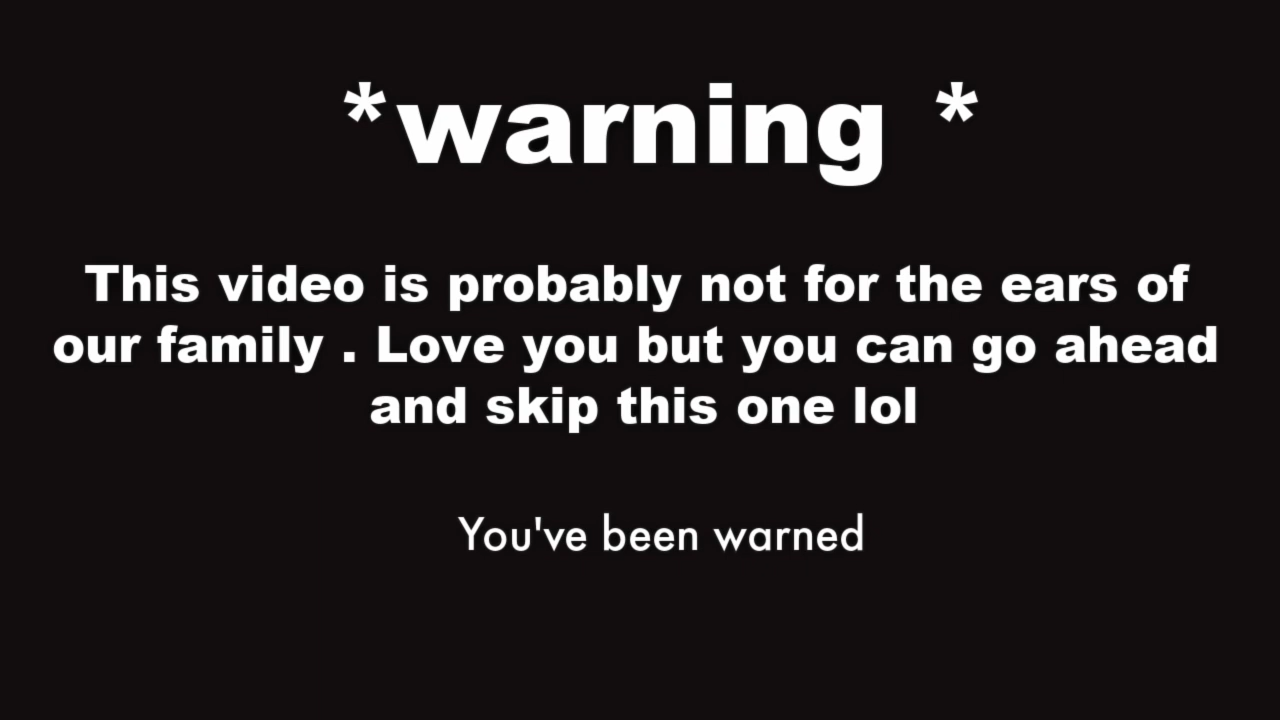 *warning *
This video is probably not for the ears of
our family . Love you but you can go ahead
and skip this one lol
You've been warned